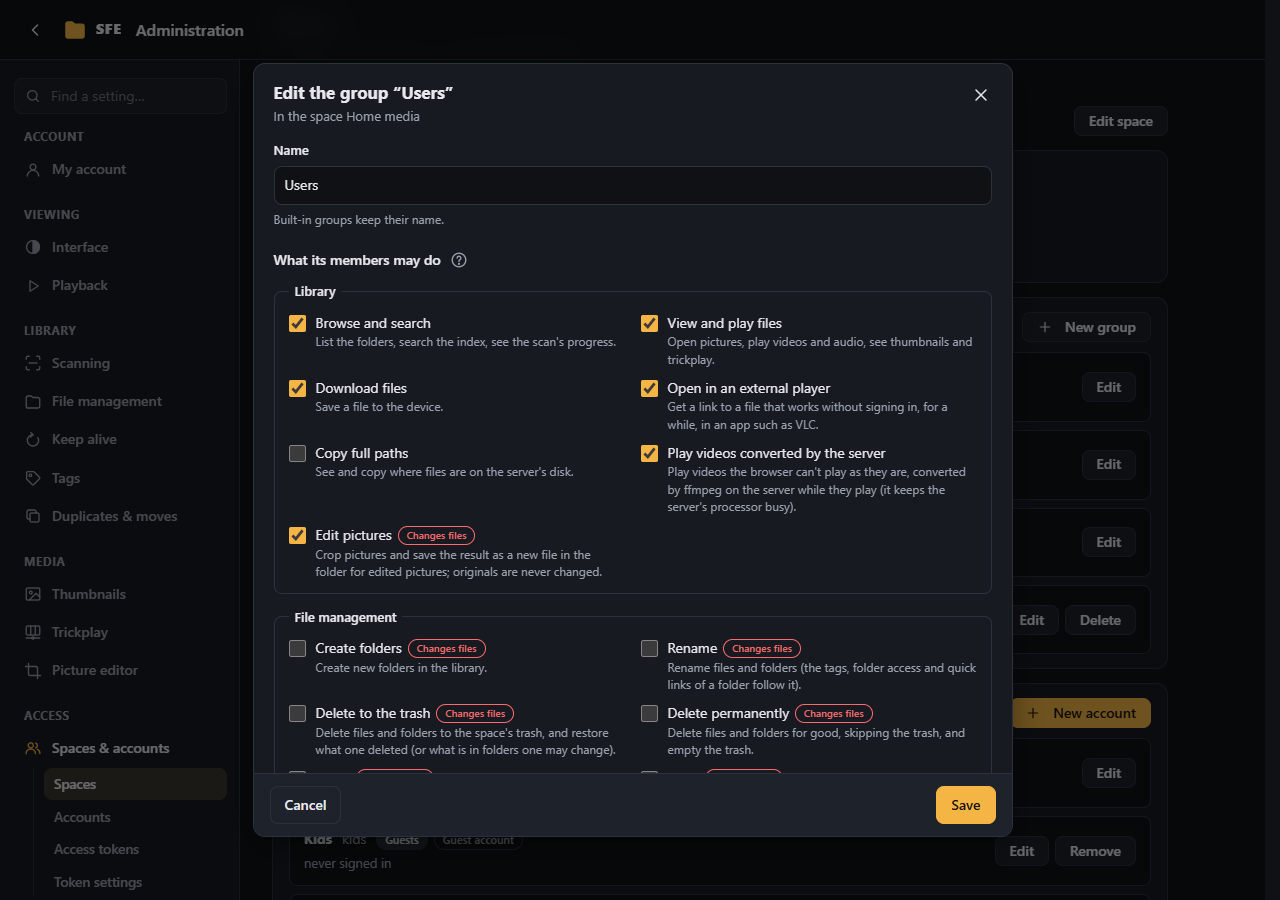 SFE Administration
Find a setting...
ACCOUNT
My account
VIEWING
Interface
Playback
LIBRARY
Scanning
File management
Keep alive
Tags
Duplicates & moves
MEDIA
Thumbnails
Trickplay
Picture editor
ACCESS
Spaces & accounts
Spaces
Accounts
Access tokens
Token settings
Edit the group “Users”
In the space Home media
Name
Users
Built-in groups keep their name.
What its members may do
Library
Browse and search
List the folders, search the index, see the scan's progress.
View and play files
Open pictures, play videos and audio, see thumbnails and
trickplay.
Download files
Save a file to the device.
Open in an external player
Get a link to a file that works without signing in, for a
while, in an app such as VLC.
Copy full paths
See and copy where files are on the server's disk.
Play videos converted by the server
Play videos the browser can't play as they are, converted
by ffmpeg on the server while they play (it keeps the
server's processor busy).
Edit pictures Changes files
Crop pictures and save the result as a new file in the
folder for edited pictures; originals are never changed.
File management
Create folders Changes files
Create new folders in the library.
Rename Changes files
Rename files and folders (the tags, folder access and quick
links of a folder follow it).
Delete to the trash Changes files
Delete files and folders to the space's trash, and restore
what one deleted (or what is in folders one may change).
Delete permanently Changes files
Delete files and folders for good, skipping the trash, and
empty the trash.
Cancel
Save
Edit space
New group
Edit
Edit
Edit
Edit Delete
New account
Edit
Kids kids Guests Guest account
never signed in
Edit Remove